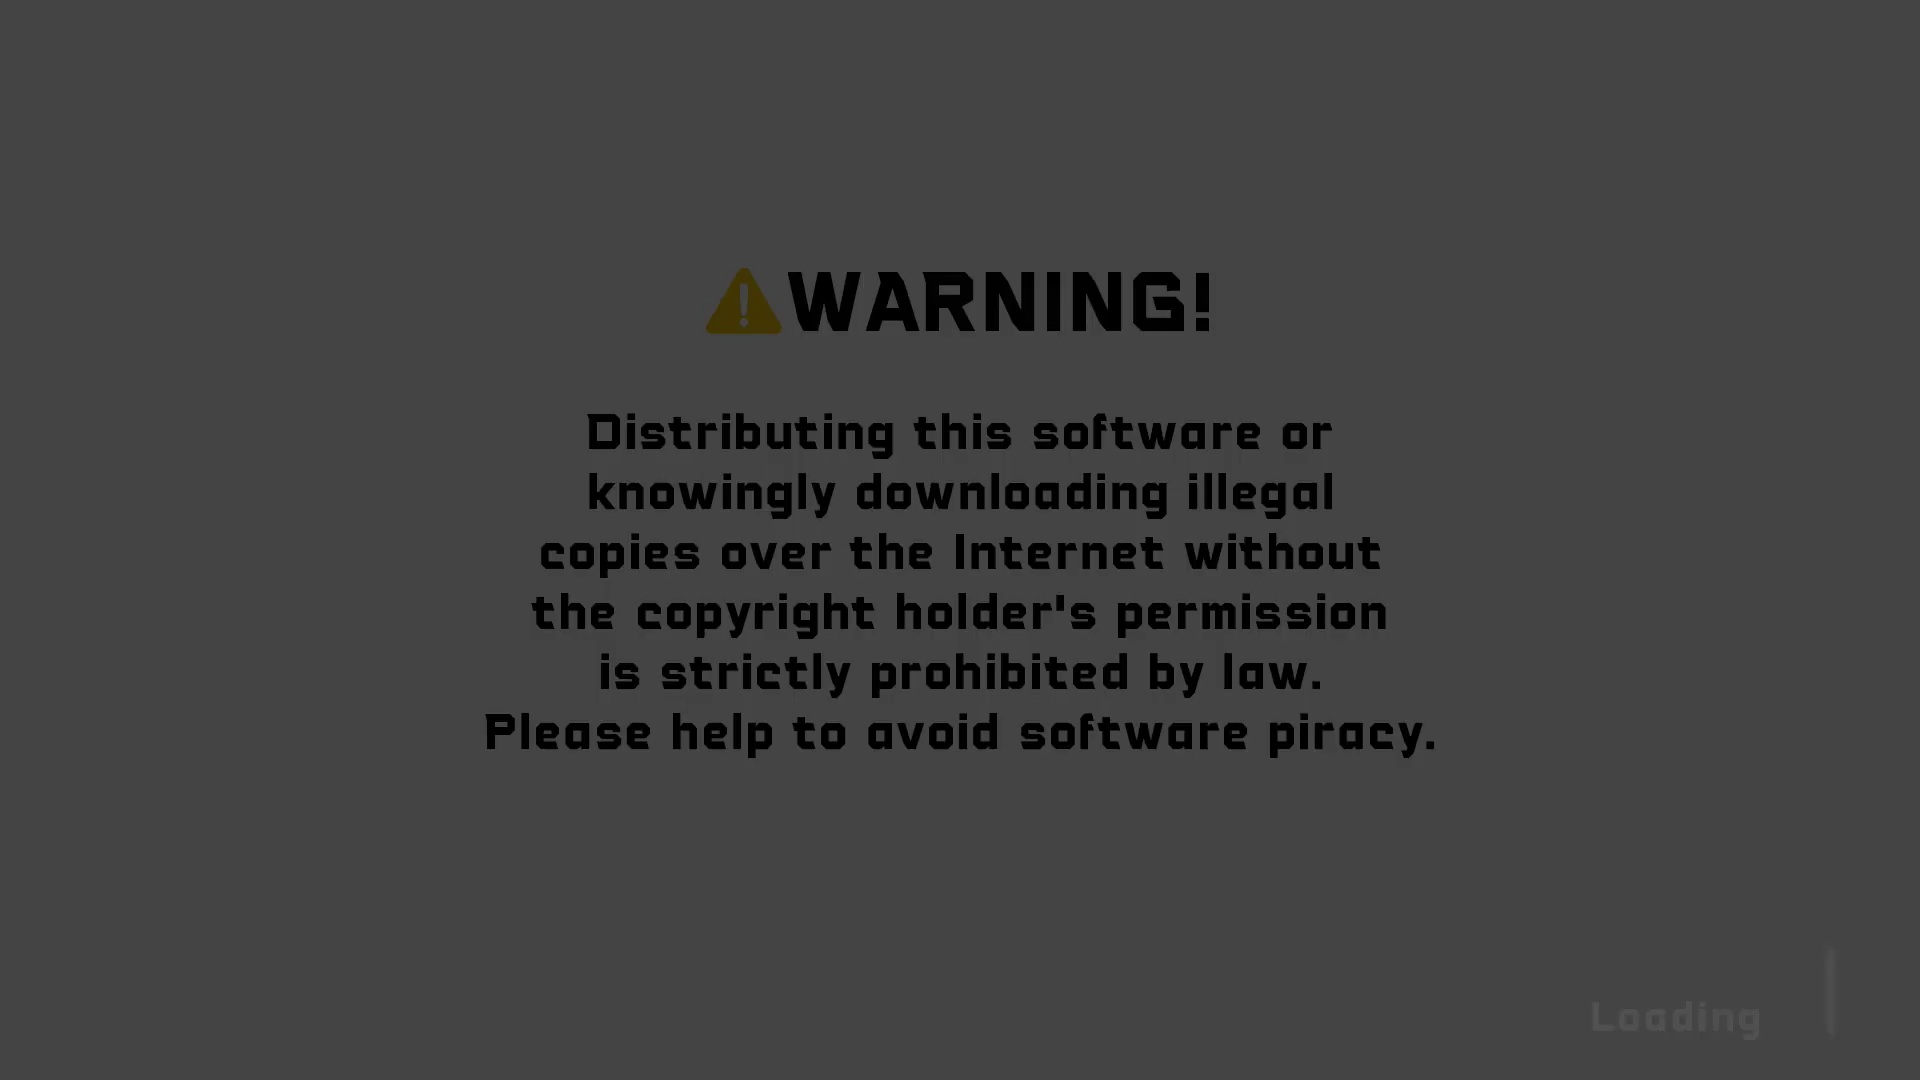 WARNING!
Distributing this software or
knowingly downloading illegal
copies over the Internet without
the copyright holder's permission
is strictly prohibited by law.
Please help to avoid software piracy.
Loading